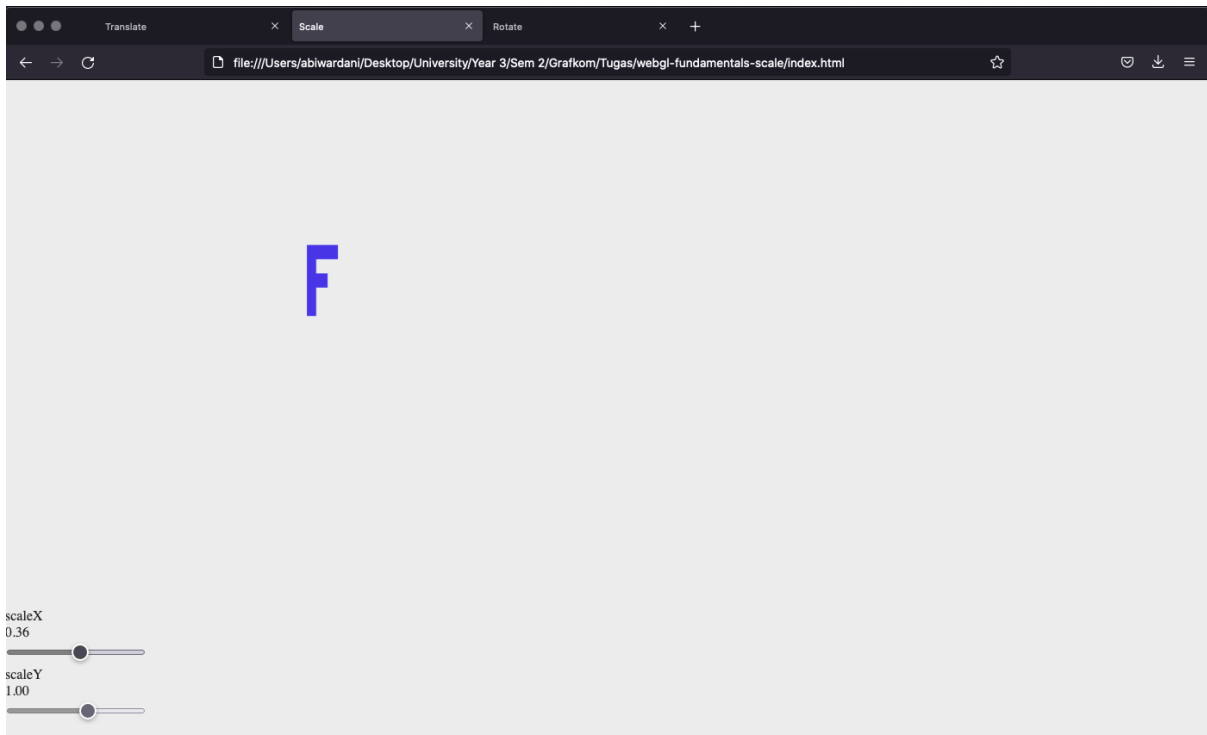 Translate Scale Rotate
file:///Users/abiwardani/Desktop/University/Year 3/Sem 2/Grafkom/Tugas/webgl-fundamentals-scale/index.html
F
scaleX
0.36
scaleY
1.00